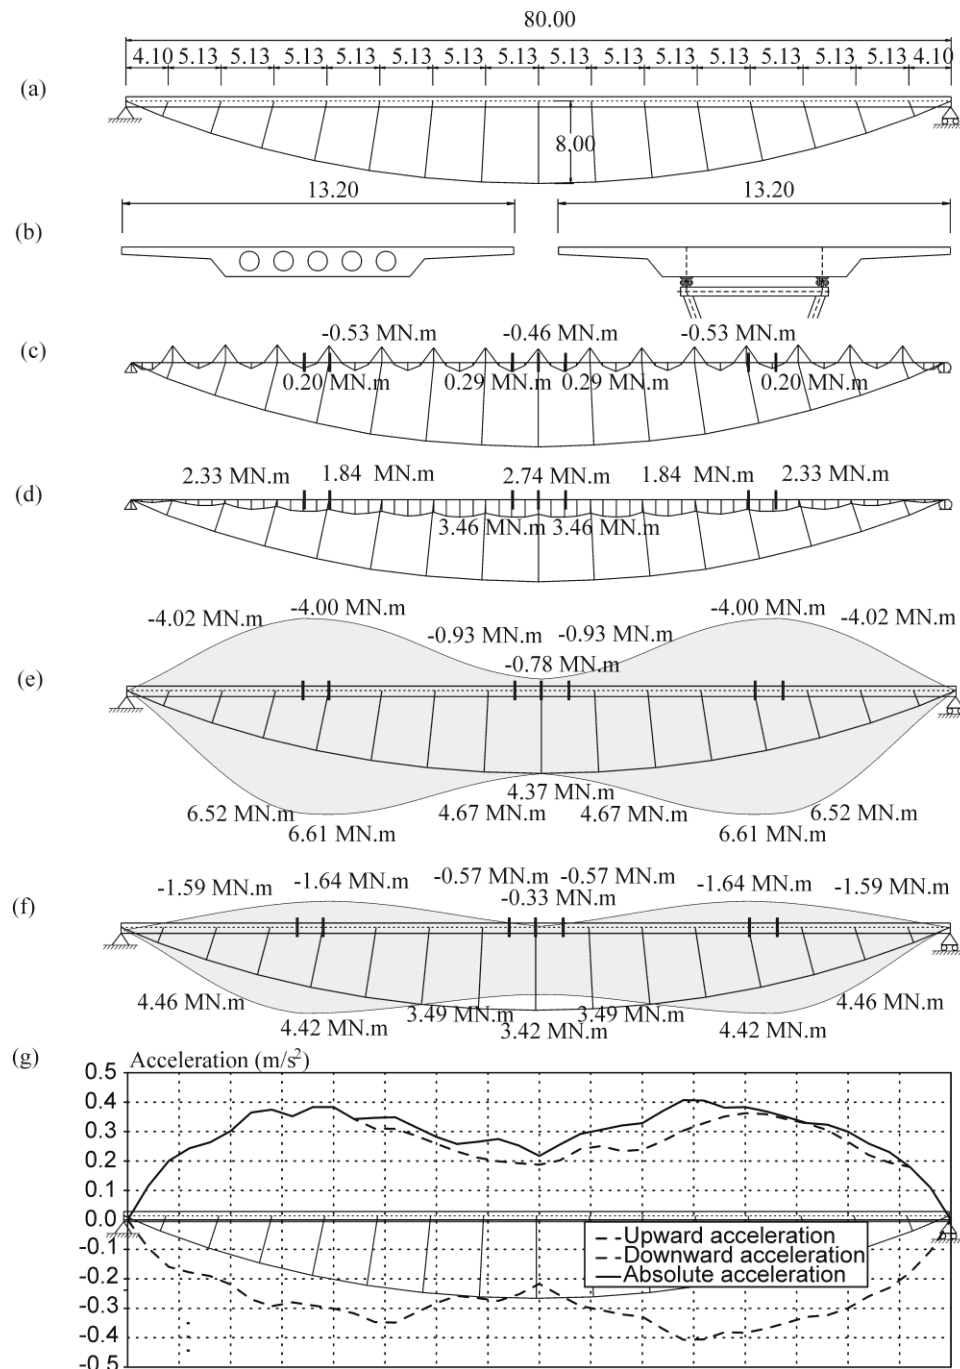 80.00
4.10 5.13 5.13 5.13 5.13 5.13 5.13 5.13 5.13 5.13 5.13 5.13 5.13 5.13 5.13 4.10
(a)
8.00
13.20 13.20
(b)
-0.53 MN.m -0.46 MN.m -0.53 MN.m
(c)
0.20 MN.m 0.29 MN.m 0.29 MN.m 0.20 MN.m
2.33 MN.m 1.84 MN.m 2.74 MN.m 1.84 MN.m 2.33 MN.m
(d)
3.46 MN.m 3.46 MN.m
-4.02 MN.m -4.00 MN.m -4.00 MN.m -4.02 MN.m
-0.93 MN.m -0.93 MN.m
-0.78 MN.m
(e)
4.37 MN.m
6.52 MN.m 4.67 MN.m 4.67 MN.m 6.52 MN.m
6.61 MN.m 6.61 MN.m
-1.59 MN.m -1.64 MN.m -0.57 MN.m -0.57 MN.m -1.64 MN.m -1.59 MN.m
-0.33 MN.m
(f)
4.46 MN.m 3.49 MN.m 3.49 MN.m 4.46 MN.m
4.42 MN.m 3.42 MN.m 4.42 MN.m
(g)
Acceleration (m/s²)
0.5
0.4
0.3
0.2
0.1
0.0
-0.1
-0.2
-0.3
-0.4
-0.5
Upward acceleration
Downward acceleration
Absolute acceleration